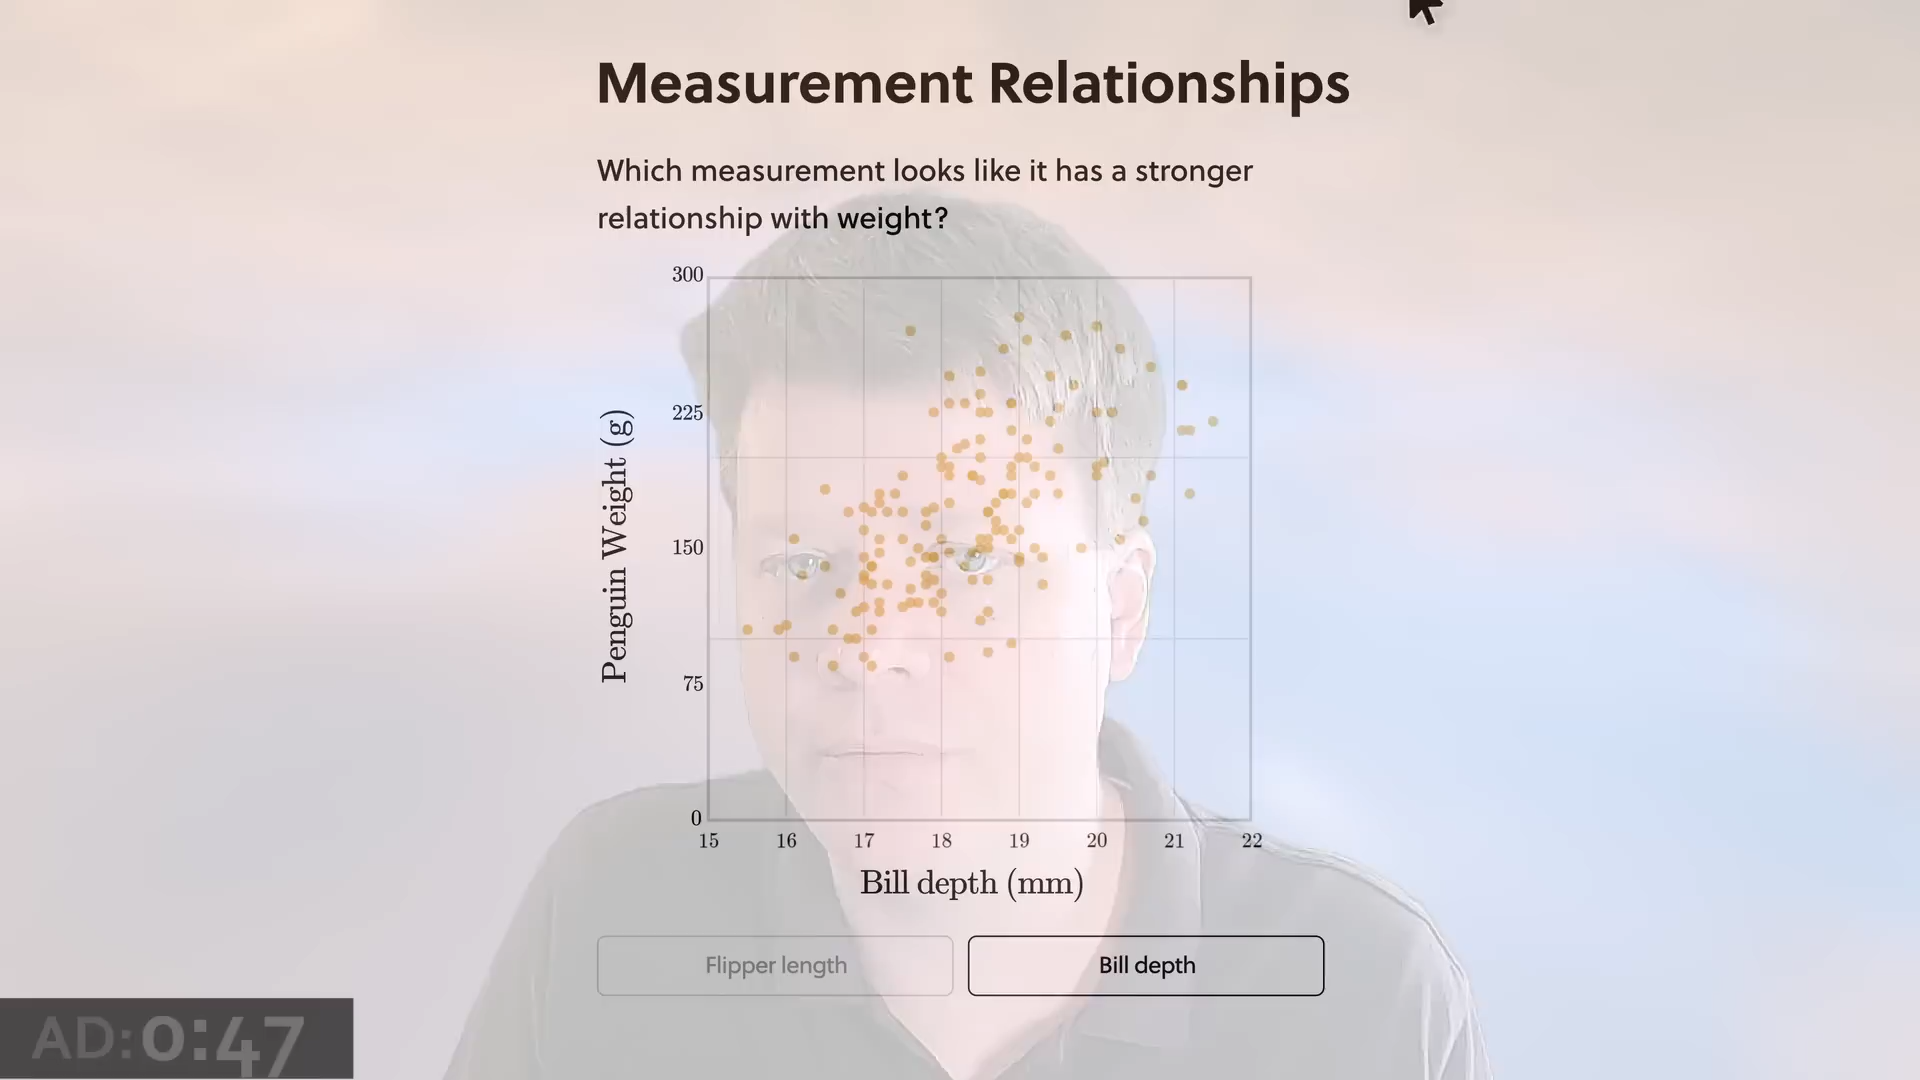 Measurement Relationships
Which measurement looks like it has a stronger
relationship with weight?
300
225
150
75
0
Penguin Weight (g)
15 16 17 18 19 20 21 22
Bill depth (mm)
Flipper length
Bill depth
AD:0:47